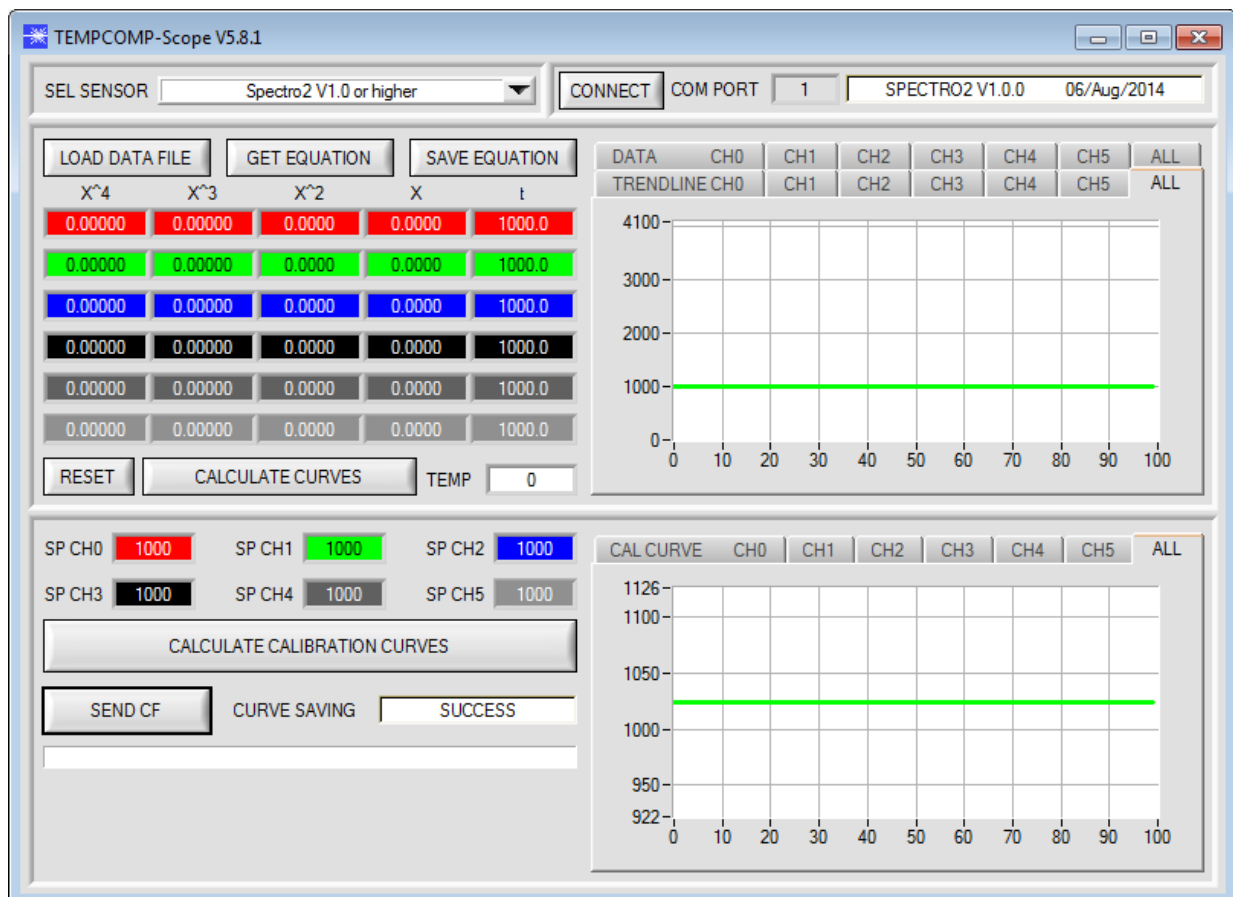 TEMPCOMP-Scope V5.8.1
SEL SENSOR Spectro2 V1.0 or higher
CONNECT COM PORT 1 SPECTRO2 V1.0.0 06/Aug/2014
LOAD DATA FILE GET EQUATION SAVE EQUATION
X^4 X^3 X^2 X t
0.00000 0.00000 0.0000 0.0000 1000.0
0.00000 0.00000 0.0000 0.0000 1000.0
0.00000 0.00000 0.0000 0.0000 1000.0
0.00000 0.00000 0.0000 0.0000 1000.0
0.00000 0.00000 0.0000 0.0000 1000.0
0.00000 0.00000 0.0000 0.0000 1000.0
RESET CALCULATE CURVES TEMP 0
DATA CH0 CH1 CH2 CH3 CH4 CH5 ALL
TRENDLINE CH0 CH1 CH2 CH3 CH4 CH5 ALL
4100
3000
2000
1000
0
0 10 20 30 40 50 60 70 80 90 100
SP CH0 1000 SP CH1 1000 SP CH2 1000
SP CH3 1000 SP CH4 1000 SP CH5 1000
CALCULATE CALIBRATION CURVES
SEND CF CURVE SAVING SUCCESS
CAL CURVE CH0 CH1 CH2 CH3 CH4 CH5 ALL
1126
1100
1050
1000
950
922
0 10 20 30 40 50 60 70 80 90 100